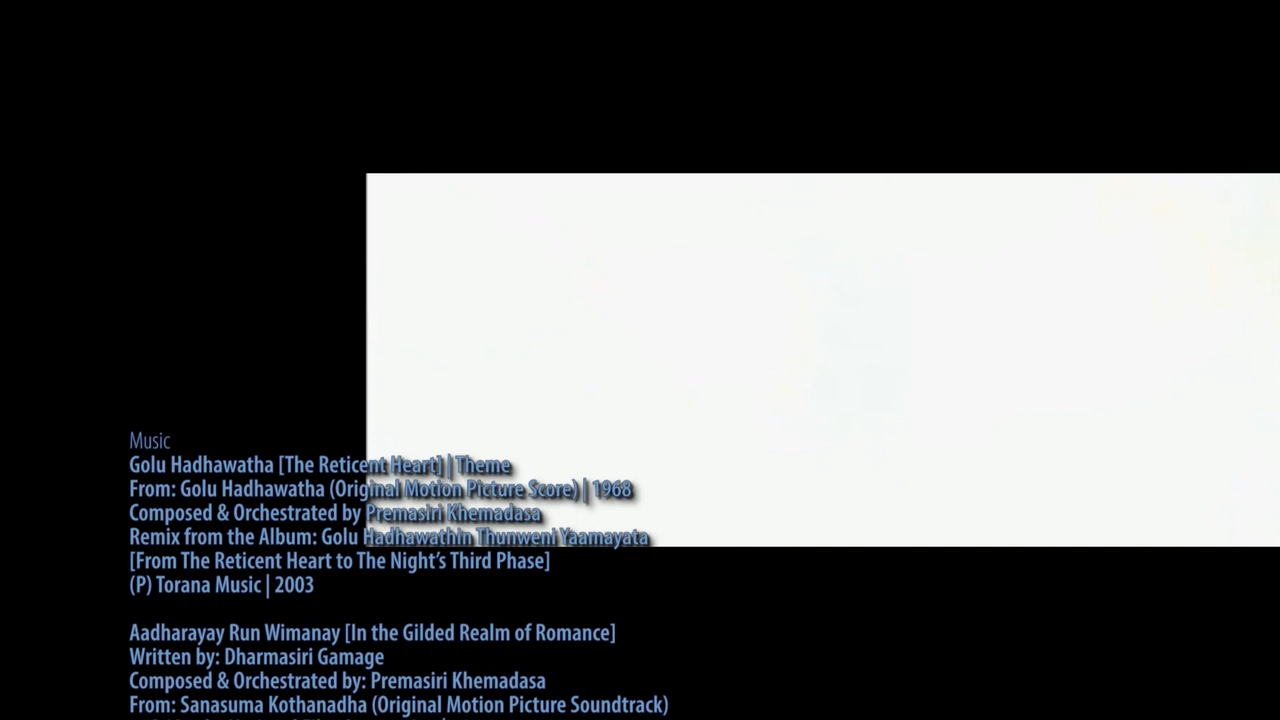 Music
Golu Hadhawatha [The Reticent Heart] | Theme
From: Golu Hadhawatha (Original Motion Picture Score) | 1968
Composed & Orchestrated by Premasiri Khemadasa
Remix from the Album: Golu Hadhawathin Thunweni Yaamayata
[From The Reticent Heart to The Night's Third Phase]
(P) Torana Music | 2003
Aadharayay Run Wimanay [In the Gilded Realm of Romance]
Written by: Dharmasiri Gamage
Composed & Orchestrated by: Premasiri Khemadasa
From: Sanasuma Kothanadha (Original Motion Picture Soundtrack)